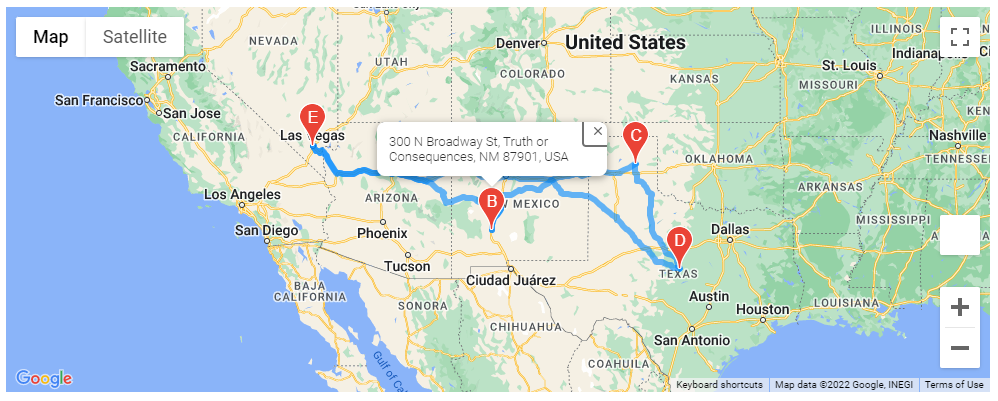 Map
Satellite
United States
NEVADA
UTAH
Denver
COLORADO
KANSAS
ILLINOIS
Indianap
St. Louis
MISSOURI
Sacramento
San Francisco
San Jose
CALIFORNIA
Las Vegas
E
C
300 N Broadway St, Truth or
Consequences, NM 87901, USA
Nashville
TENNESSEE
OKLAHOMA
ARKANSAS
MISSISSIPPI
Los Angeles
ARIZONA
B
W MEXICO
San Diego
Phoenix
D
Dallas
Tucson
TEXAS
Ciudad Juárez
BAJA
CALIFORNIA
SONORA
CHIHUAHUA
Austin
Houston
LOUISIANA
San Antonio
COAHUILA
Gulf of Ca
Google
Keyboard shortcuts
Map data ©2022 Google, INEGI
Terms of Use